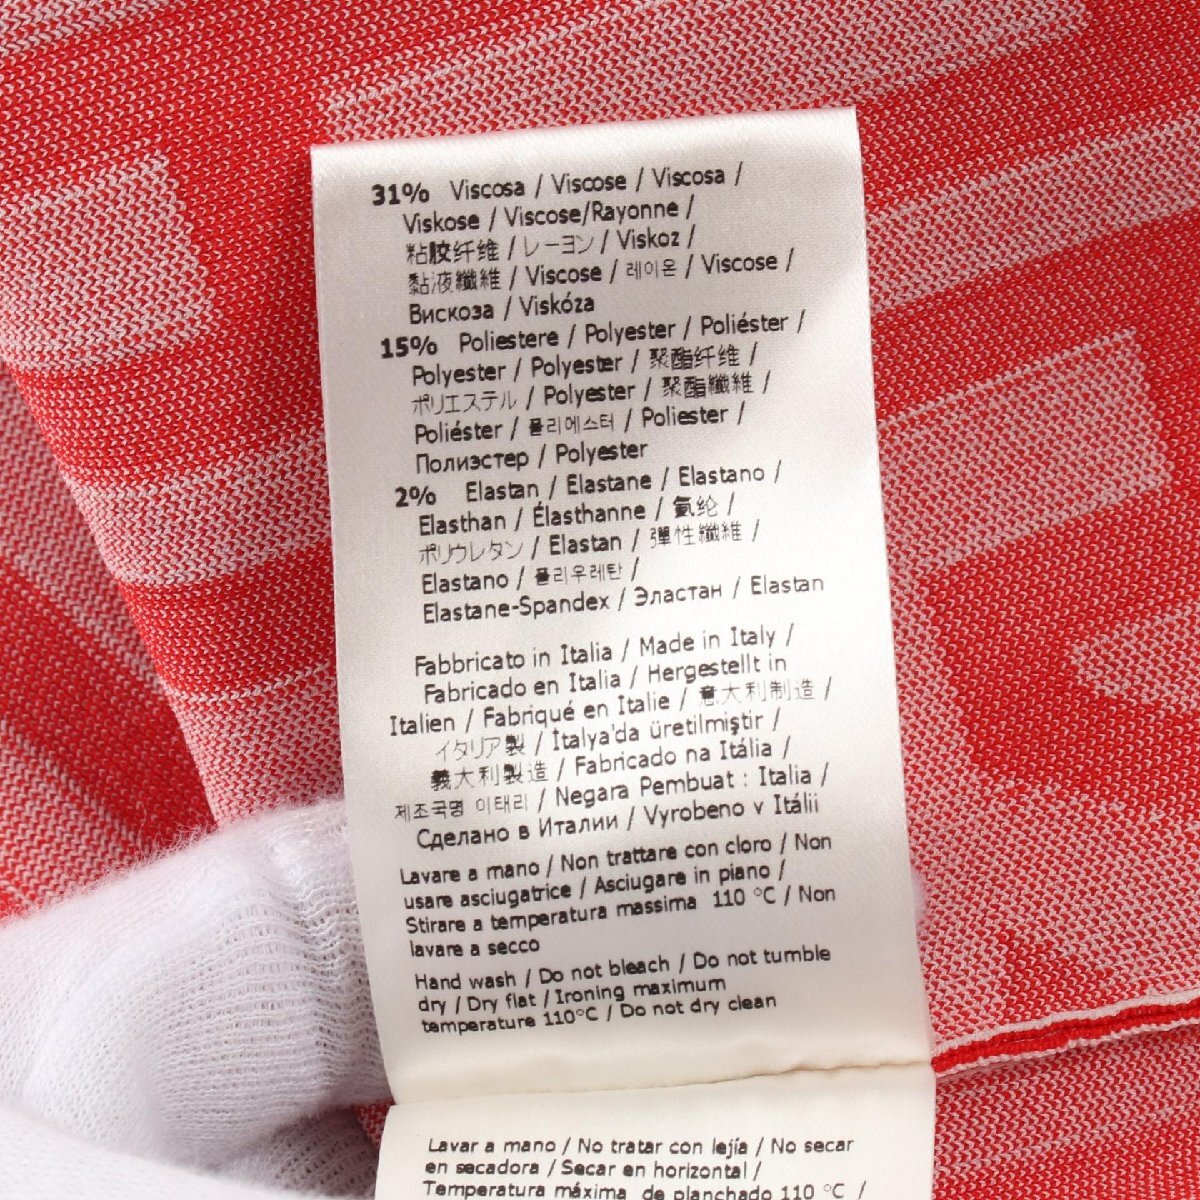 31% Viscosa / Viscose / Viscosa /
Viskose / Viscose/Rayonne /
粘胶纤维 / レーヨン / Viskoz /
黏液纖維 / Viscose / 레이온 / Viscose /
Вискоза / Viskóza
15% Poliestere / Polyester / Poliéster /
Polyester / Polyester / 聚酯纤维 /
ポリエステル / Polyester / 聚酯纖維 /
Poliéster / 폴리에스터 / Poliester /
Полиэстер / Polyester
2% Elastan / Elastane / Elastano /
Elasthan / Élasthanne / 氨纶 /
ポリウレタン / Elastan / 彈性纖維 /
Elastano / 폴리우레탄 /
Elastane-Spandex / Эластан / Elastan
Fabbricato in Italia / Made in Italy /
Fabricado en Italia / Hergestellt in
Italien / Fabriqué en Italie / 意大利制造 /
イタリア製 / İtalya'da üretilmiştir /
義大利製造 / Fabricado na Itália /
제조국명 이태리 / Negara Pembuat : Italia /
Сделано в Италии / Vyrobeno v Itálii
Lavare a mano / Non trattare con cloro / Non
usare asciugatrice / Asciugare in piano /
Stirare a temperatura massima 110 °C / Non
lavare a secco
Hand wash / Do not bleach / Do not tumble
dry / Dry flat / Ironing maximum
temperature 110°C / Do not dry clean
Lavar a mano / No tratar con lejía / No secar
en secadora / Secar en horizontal /
Temperatura máxima de planchado 110 °C /